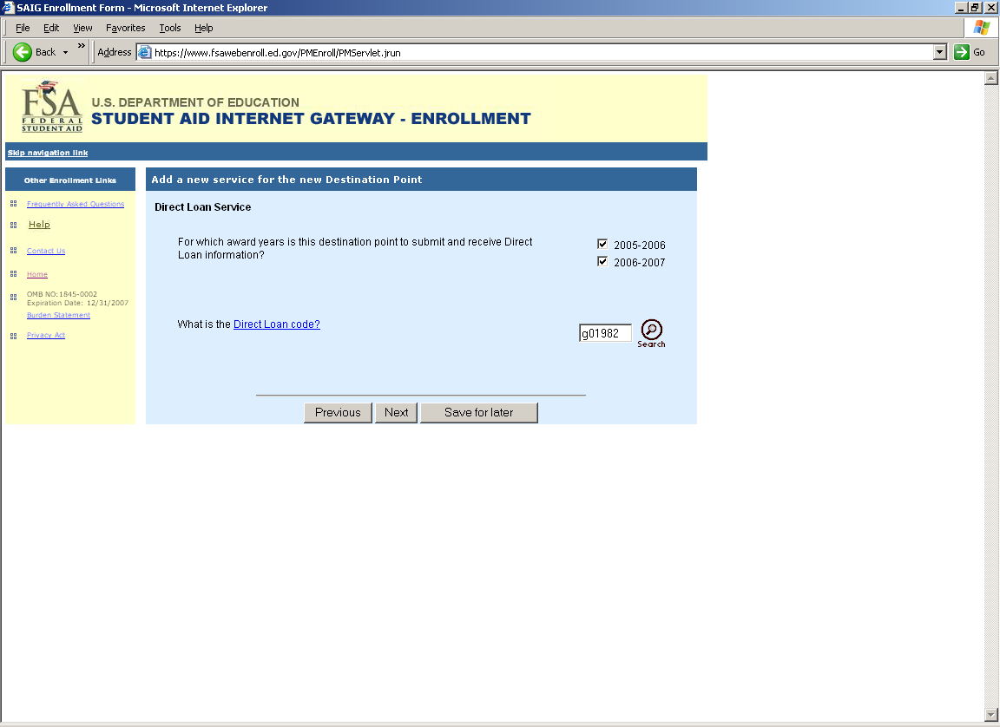 SAIG Enrollment Form - Microsoft Internet Explorer
File Edit View Favorites Tools Help
Back » Address https://www.fsawebenroll.ed.gov/PMEnroll/PMServlet.jrun Go
FSA
FEDERAL
STUDENT AID
U.S. DEPARTMENT OF EDUCATION
STUDENT AID INTERNET GATEWAY - ENROLLMENT
Skip navigation link
Other Enrollment Links
Frequently Asked Questions
Help
Contact Us
Home
OMB NO:1845-0002
Expiration Date: 12/31/2007
Burden Statement
Privacy Act
Add a new service for the new Destination Point
Direct Loan Service
For which award years is this destination point to submit and receive Direct
Loan information?
2005-2006
2006-2007
What is the Direct Loan code?
g01982
Search
Previous Next Save for later